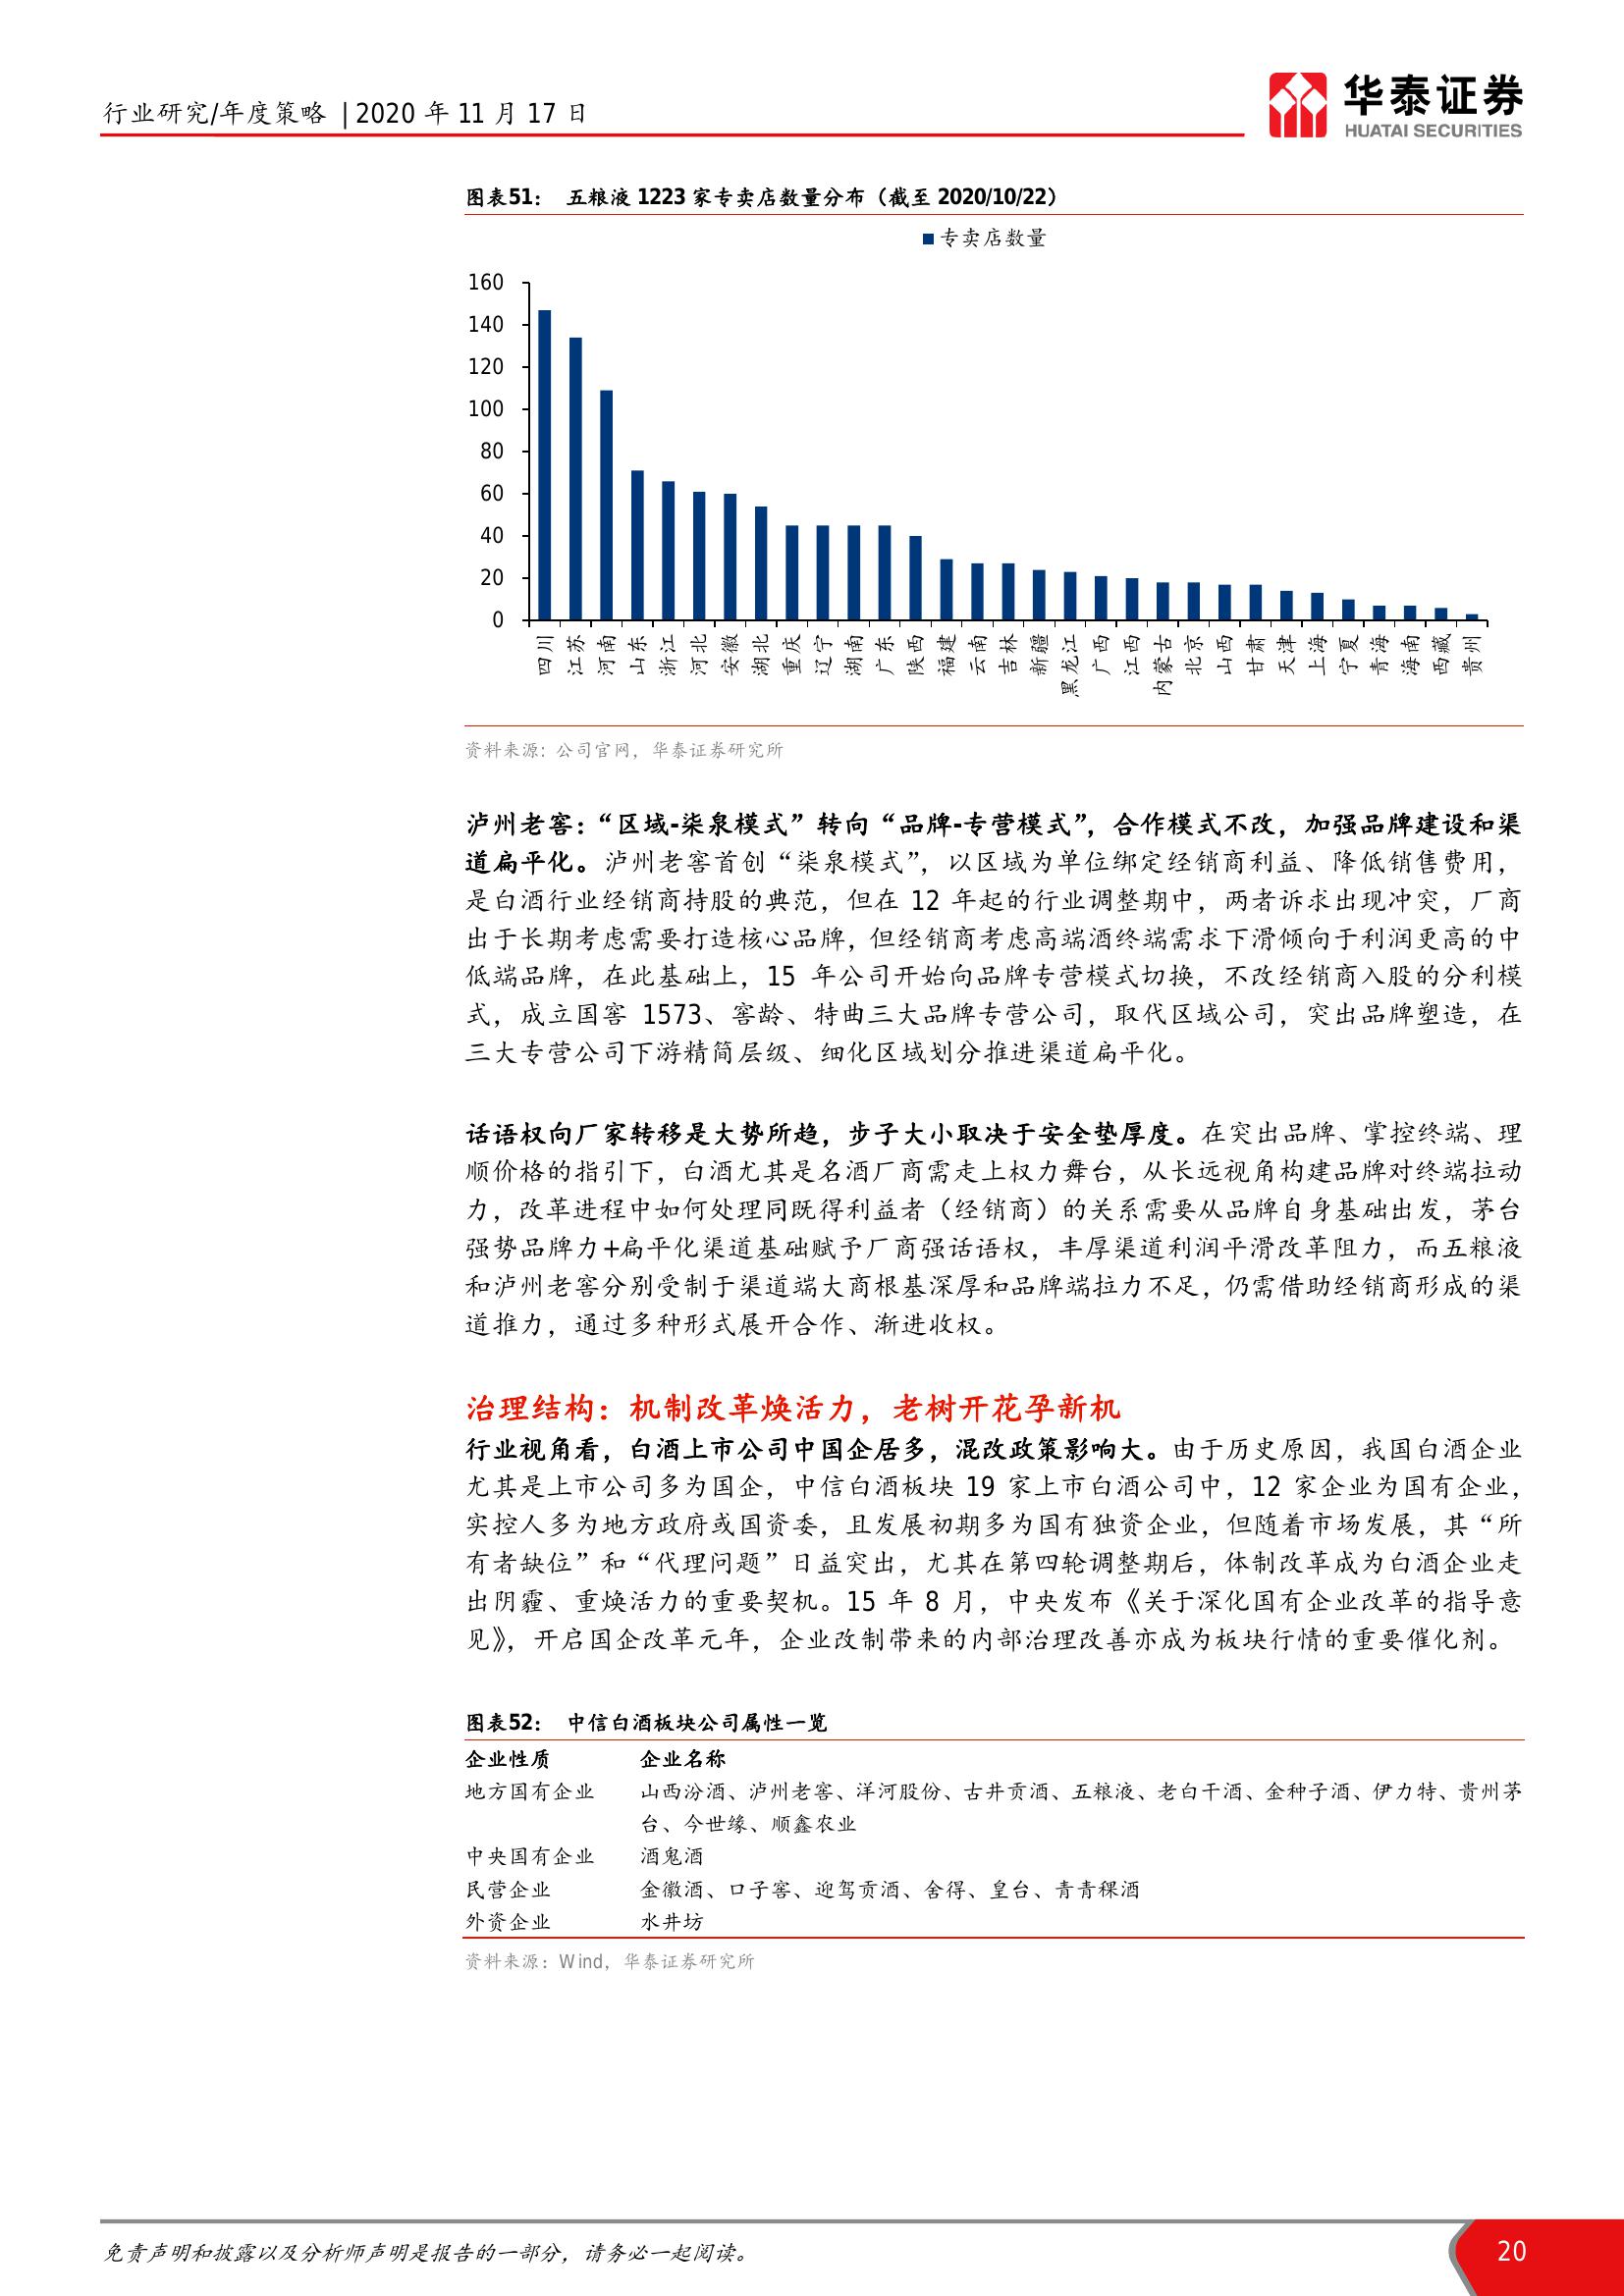 行业研究/年度策略 | 2020 年 11 月 17 日
华泰证券
HUATAI SECURITIES
图表51： 五粮液 1223 家专卖店数量分布（截至 2020/10/22）
专卖店数量
160
140
120
100
80
60
40
20
0
四川 江苏 河南 山东 浙江 河北 安徽 湖北 重庆 辽宁 湖南 广东 陕西 福建 云南 吉林 新疆 黑龙江 广西 江西 内蒙古 北京 山西 甘肃 天津 上海 宁夏 青海 海南 西藏 贵州
资料来源：公司官网，华泰证券研究所
泸州老窖：“区域-柒泉模式”转向“品牌-专营模式”，合作模式不改，加强品牌建设和渠
道扁平化。泸州老窖首创“柒泉模式”，以区域为单位绑定经销商利益、降低销售费用，
是白酒行业经销商持股的典范，但在 12 年起的行业调整期中，两者诉求出现冲突，厂商
出于长期考虑需要打造核心品牌，但经销商考虑高端酒终端需求下滑倾向于利润更高的中
低端品牌，在此基础上，15 年公司开始向品牌专营模式切换，不改经销商入股的分利模
式，成立国窖 1573、窖龄、特曲三大品牌专营公司，取代区域公司，突出品牌塑造，在
三大专营公司下游精简层级、细化区域划分推进渠道扁平化。
话语权向厂家转移是大势所趋，步子大小取决于安全垫厚度。在突出品牌、掌控终端、理
顺价格的指引下，白酒尤其是名酒厂商需走上权力舞台，从长远视角构建品牌对终端拉动
力，改革进程中如何处理同既得利益者（经销商）的关系需要从品牌自身基础出发，茅台
强势品牌力+扁平化渠道基础赋予厂商强话语权，丰厚渠道利润平滑改革阻力，而五粮液
和泸州老窖分别受制于渠道端大商根基深厚和品牌端拉力不足，仍需借助经销商形成的渠
道推力，通过多种形式展开合作、渐进收权。
治理结构：机制改革焕活力，老树开花孕新机
行业视角看，白酒上市公司中国企居多，混改政策影响大。由于历史原因，我国白酒企业
尤其是上市公司多为国企，中信白酒板块 19 家上市白酒公司中，12 家企业为国有企业，
实控人多为地方政府或国资委，且发展初期多为国有独资企业，但随着市场发展，其“所
有者缺位”和“代理问题”日益突出，尤其在第四轮调整期后，体制改革成为白酒企业走
出阴霾、重焕活力的重要契机。15 年 8 月，中央发布《关于深化国有企业改革的指导意
见》，开启国企改革元年，企业改制带来的内部治理改善亦成为板块行情的重要催化剂。
图表52： 中信白酒板块公司属性一览
企业性质 企业名称
地方国有企业 山西汾酒、泸州老窖、洋河股份、古井贡酒、五粮液、老白干酒、金种子酒、伊力特、贵州茅
台、今世缘、顺鑫农业
中央国有企业 酒鬼酒
民营企业 金徽酒、口子窖、迎驾贡酒、舍得、皇台、青青稞酒
外资企业 水井坊
资料来源：Wind，华泰证券研究所
免责声明和披露以及分析师声明是报告的一部分，请务必一起阅读。
20